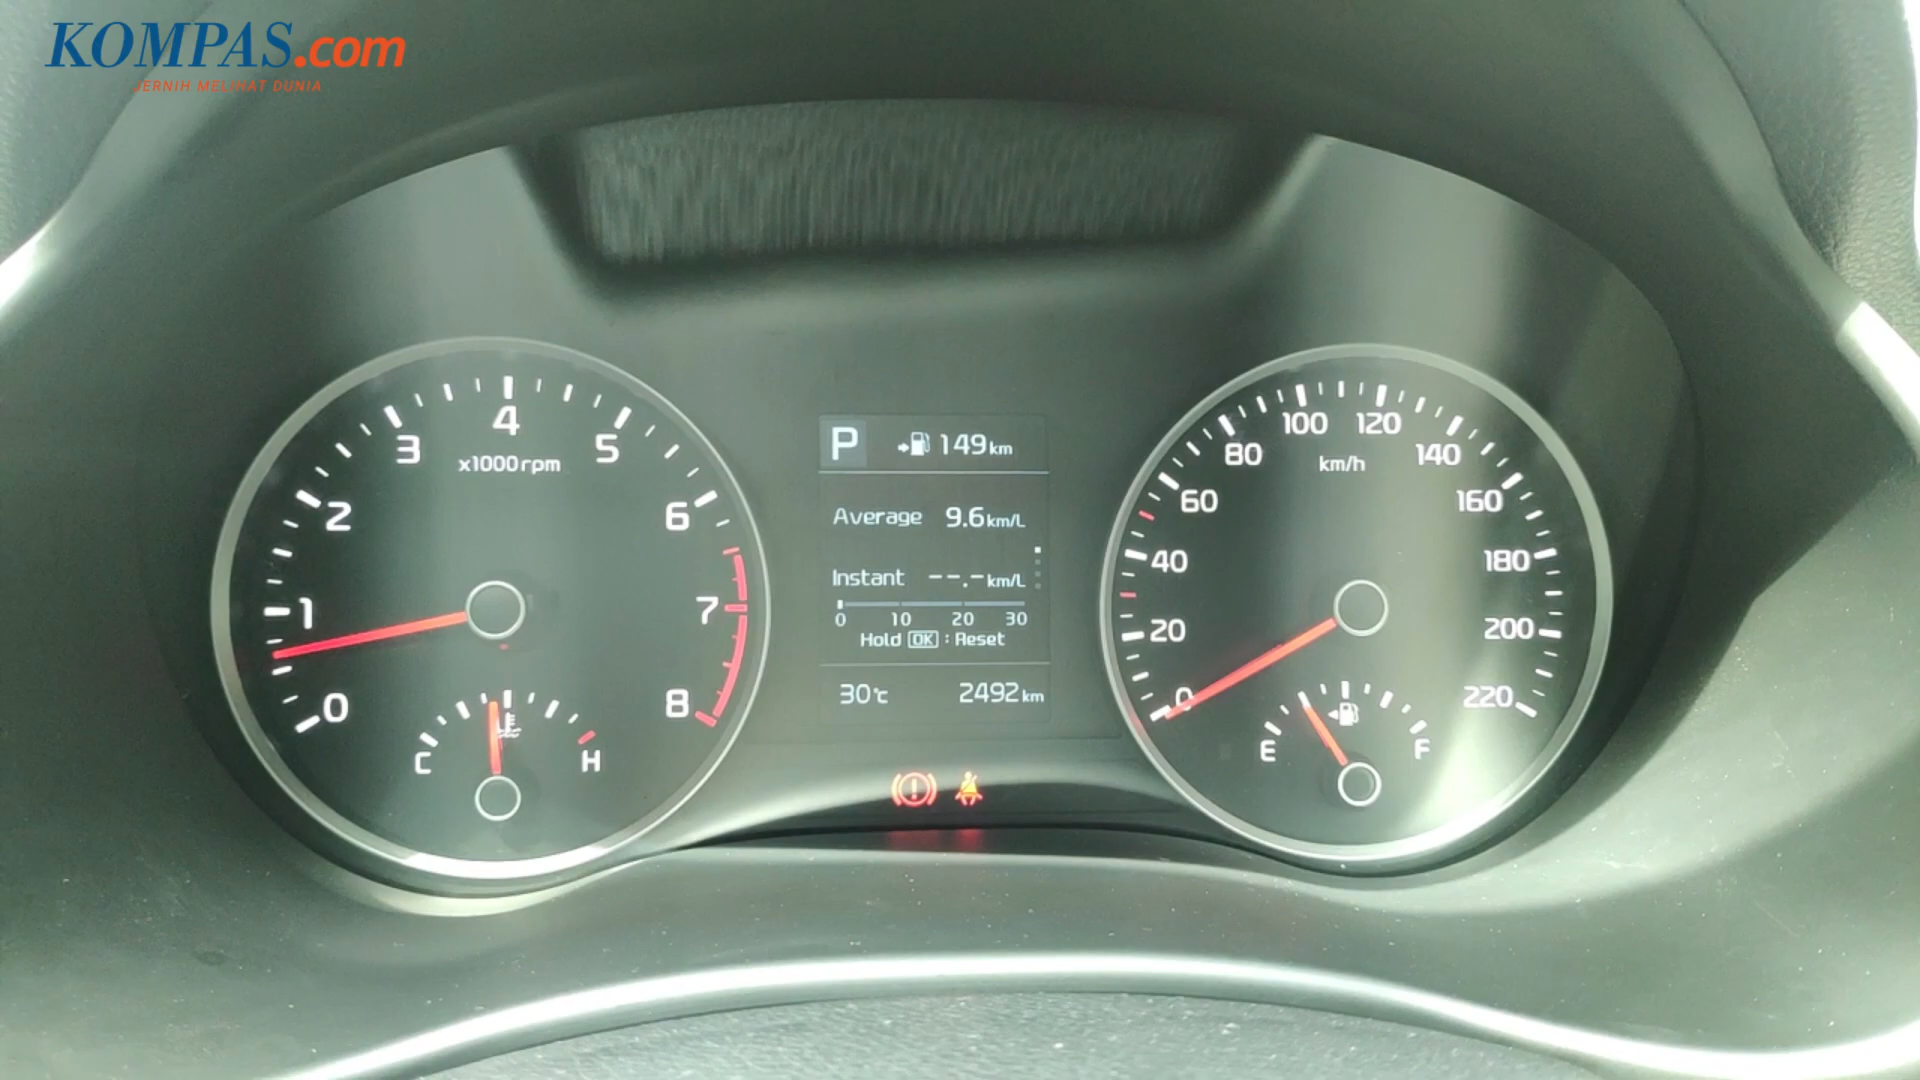 KOMPAS.com
JERNIH MELIHAT DUNIA
0
1
2
3
4
5
6
7
8
x1000rpm
C
H
P 149km
Average 9.6km/L
Instant --.-km/L
0 10 20 30
Hold OK : Reset
30℃ 2492km
0
20
40
60
80
100
120
140
160
180
200
220
km/h
E
F